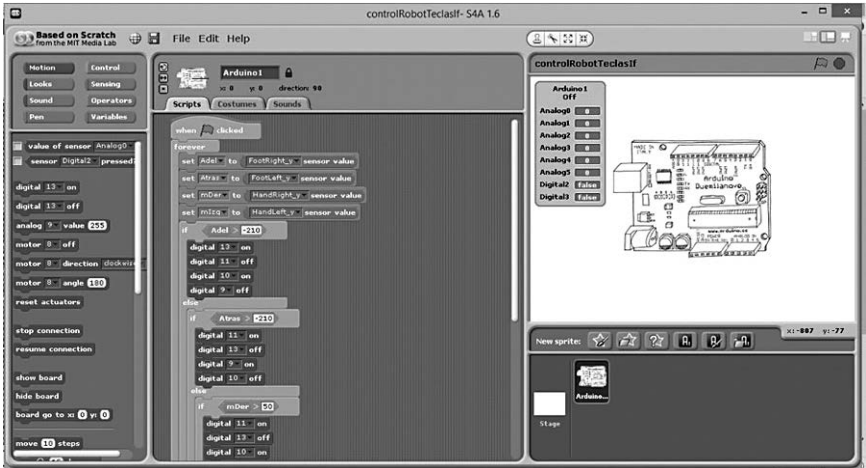 controlRobotTeclasIf- S4A 1.6
Based on Scratch
from the MIT Media Lab
File Edit Help
Motion Control
Looks Sensing
Sound Operators
Pen Variables
value of sensor Analog0
sensor Digital2 pressed?
digital 13 on
digital 13 off
analog 9 value 255
motor 8 off
motor 8 direction clockwise
motor 8 angle 180
reset actuators
stop connection
resume connection
show board
hide board
board go to x: 0 y: 0
move 10 steps
Arduino1
x: 0 y: 0 direction: 90
Scripts Costumes Sounds
when clicked
forever
set Adel to FootRight_y sensor value
set Atras to FootLeft_y sensor value
set mDer to HandRight_y sensor value
set mIzq to HandLeft_y sensor value
if Adel > -210
digital 13 on
digital 11 off
digital 10 on
digital 9 off
else
if Atras > -210
digital 11 on
digital 13 off
digital 9 on
digital 10 off
else
if mDer > 50
digital 11 on
digital 13 off
digital 10 on
controlRobotTeclasIf
Arduino1
Off
Analog0 0
Analog1 0
Analog2 0
Analog3 0
Analog4 0
Analog5 0
Digital2 false
Digital3 false
Arduino
Duemilanove
www.arduino.cc
x: -887 y: -77
New sprite:
Stage
Arduino...